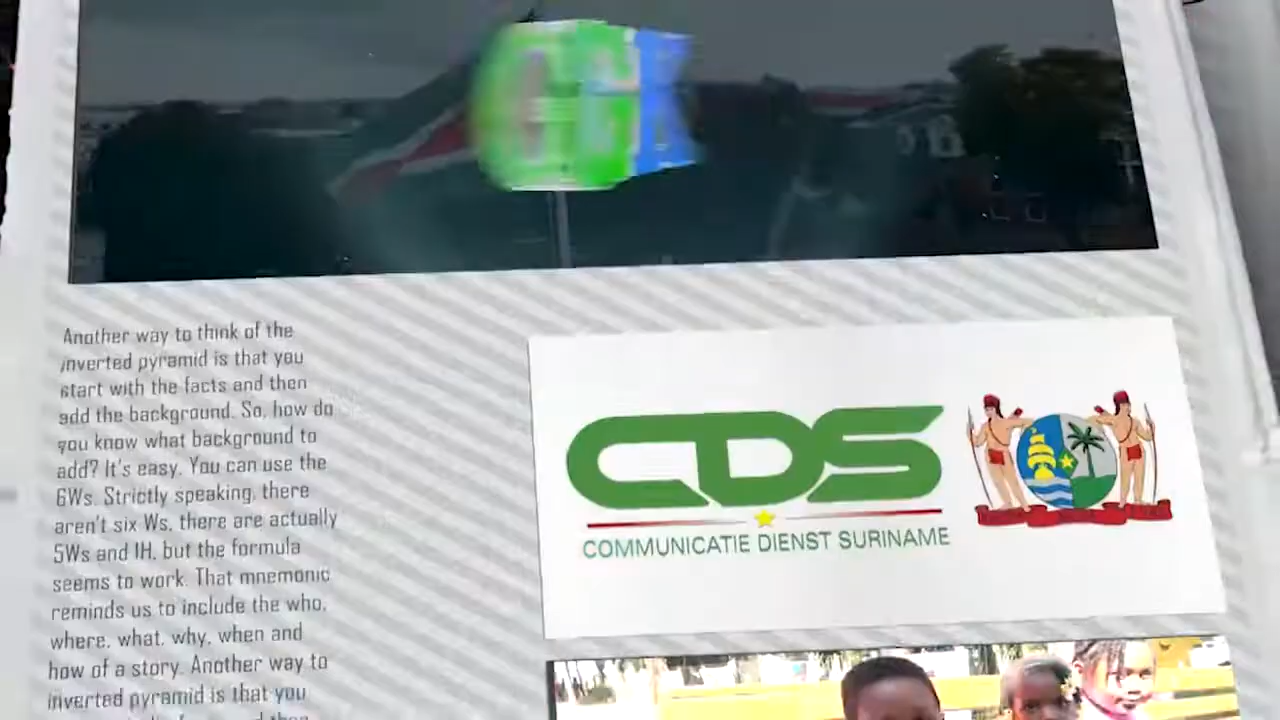 Another way to think of the
inverted pyramid is that you
start with the facts and then
add the background. So, how do
you know what background to
add? It's easy. You can use the
6Ws. Strictly speaking, there
aren't six Ws, there are actually
5Ws and 1H, but the formula
seems to work. That mnemonic
reminds us to include the who,
where, what, why, when and
how of a story. Another way to
inverted pyramid is that you
CDS
COMMUNICATIE DIENST SURINAME